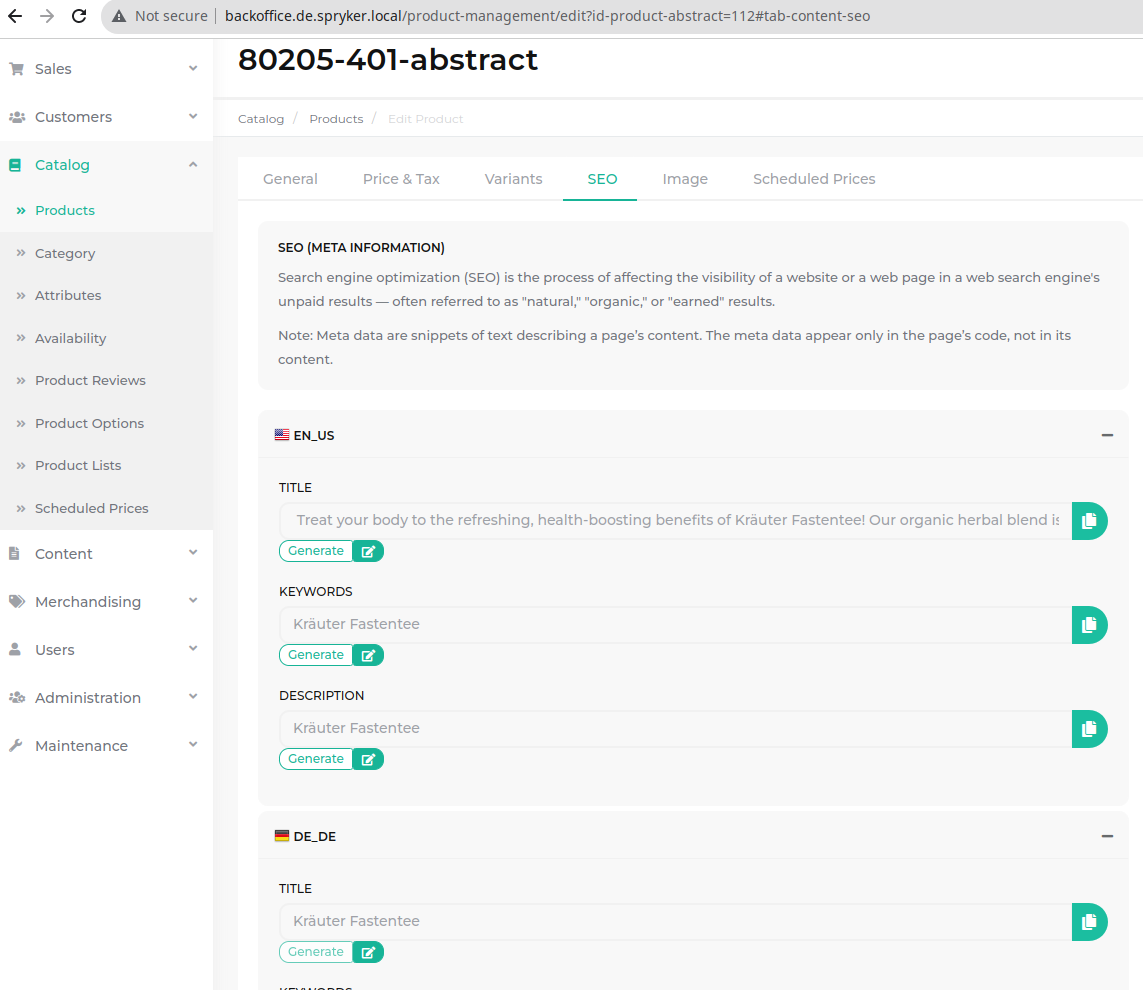 Not secure | backoffice.de.spryker.local/product-management/edit?id-product-abstract=112#tab-content-seo
Sales
Customers
Catalog
Products
Category
Attributes
Availability
Product Reviews
Product Options
Product Lists
Scheduled Prices
Content
Merchandising
Users
Administration
Maintenance
80205-401-abstract
Catalog / Products / Edit Product
General Price & Tax Variants SEO Image Scheduled Prices
SEO (META INFORMATION)
Search engine optimization (SEO) is the process of affecting the visibility of a website or a web page in a web search engine's
unpaid results — often referred to as "natural," "organic," or "earned" results.
Note: Meta data are snippets of text describing a page’s content. The meta data appear only in the page’s code, not in its
content.
EN_US
TITLE
Treat your body to the refreshing, health-boosting benefits of Kräuter Fastentee! Our organic herbal blend is
Generate
KEYWORDS
Kräuter Fastentee
Generate
DESCRIPTION
Kräuter Fastentee
Generate
DE_DE
TITLE
Kräuter Fastentee
Generate
KEYWORDS